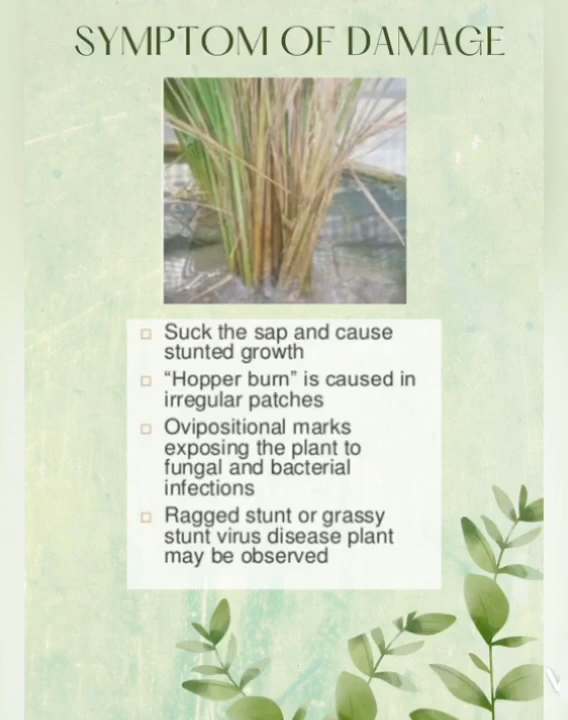 SYMPTOM OF DAMAGE
Suck the sap and cause
stunted growth
"Hopper burn" is caused in
irregular patches
Ovipositional marks
exposing the plant to
fungal and bacterial
infections
Ragged stunt or grassy
stunt virus disease plant
may be observed